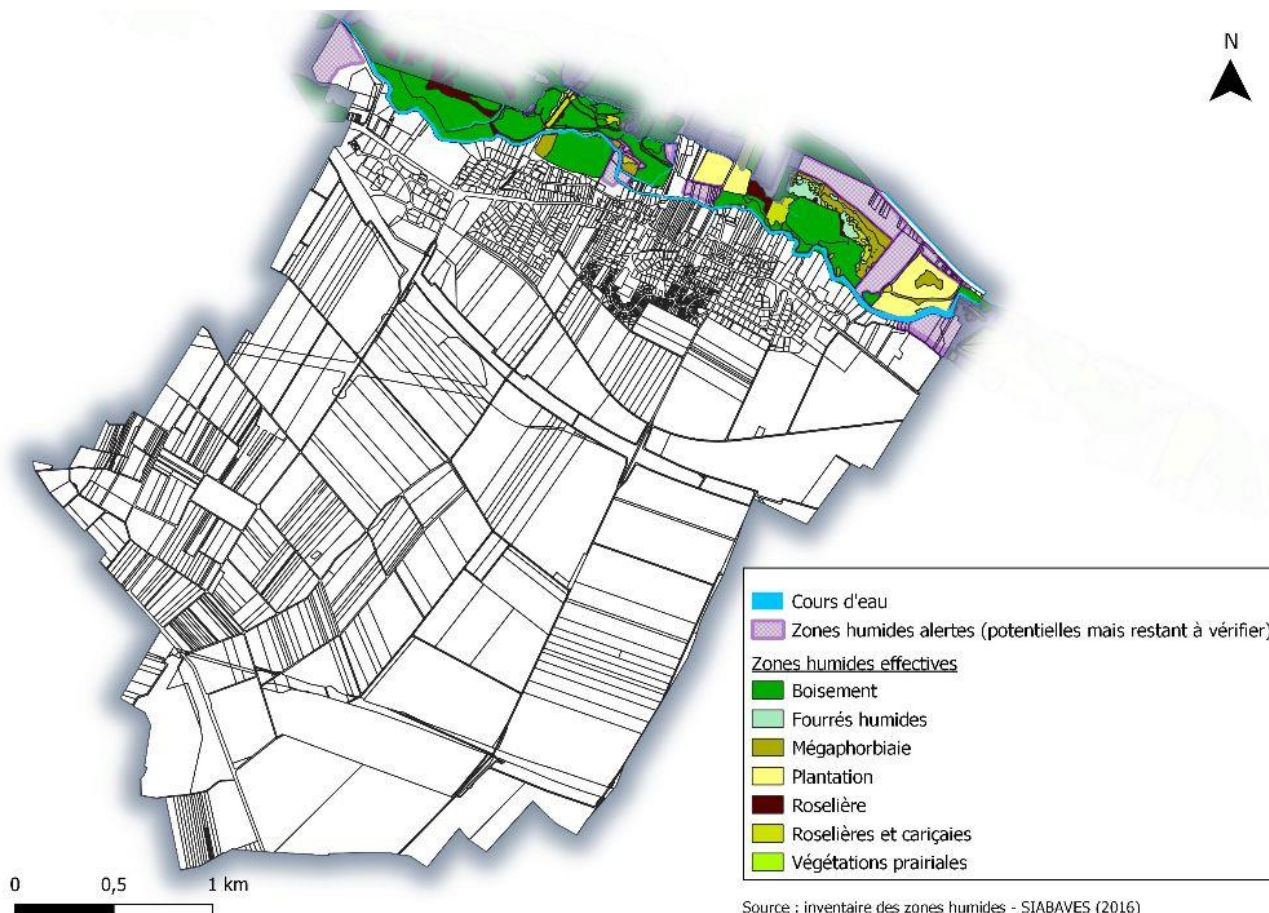 N
Cours d'eau
Zones humides alertes (potentielles mais restant à vérifier)
Zones humides effectives
Boisement
Fourrés humides
Mégaphorbiaie
Plantation
Roselière
Roselières et cariçaies
Végétations prairiales
0 0,5 1 km
Source : inventaire des zones humides - SIABAVES (2016)